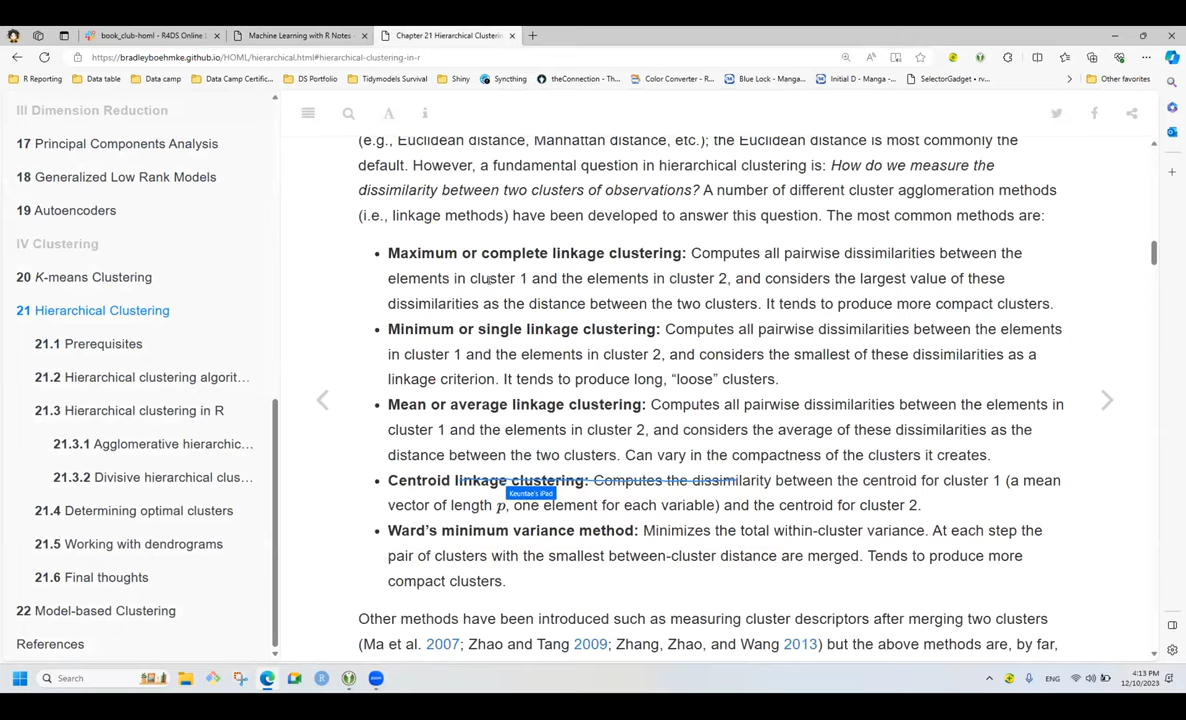 book_club-homl - R4DS Online L
Machine Learning with R Notes -
Chapter 21 Hierarchical Clusterin
https://bradleyboehmke.github.io/HOML/hierarchical.html#hierarchical-clustering-in-r
R Reporting
Data table
Data camp
Data Camp Certific...
DS Portfolio
Tidymodels Survival
Shiny
Syncthing
theConnection - Th...
Color Converter - R...
Blue Lock - Manga...
Initial D - Manga -...
SelectorGadget • rv...
Other favorites
III Dimension Reduction
17 Principal Components Analysis
18 Generalized Low Rank Models
19 Autoencoders
IV Clustering
20 K-means Clustering
21 Hierarchical Clustering
21.1 Prerequisites
21.2 Hierarchical clustering algorit...
21.3 Hierarchical clustering in R
21.3.1 Agglomerative hierarchic...
21.3.2 Divisive hierarchical clus...
21.4 Determining optimal clusters
21.5 Working with dendrograms
21.6 Final thoughts
22 Model-based Clustering
References
(e.g., Euclidean distance, Manhattan distance, etc.); the Euclidean distance is most commonly the
default. However, a fundamental question in hierarchical clustering is: How do we measure the
dissimilarity between two clusters of observations? A number of different cluster agglomeration methods
(i.e., linkage methods) have been developed to answer this question. The most common methods are:
• Maximum or complete linkage clustering: Computes all pairwise dissimilarities between the
elements in cluster 1 and the elements in cluster 2, and considers the largest value of these
dissimilarities as the distance between the two clusters. It tends to produce more compact clusters.
• Minimum or single linkage clustering: Computes all pairwise dissimilarities between the elements
in cluster 1 and the elements in cluster 2, and considers the smallest of these dissimilarities as a
linkage criterion. It tends to produce long, “loose” clusters.
• Mean or average linkage clustering: Computes all pairwise dissimilarities between the elements in
cluster 1 and the elements in cluster 2, and considers the average of these dissimilarities as the
distance between the two clusters. Can vary in the compactness of the clusters it creates.
• Centroid linkage clustering: Computes the dissimilarity between the centroid for cluster 1 (a mean
Keuntae's iPad
vector of length p, one element for each variable) and the centroid for cluster 2.
• Ward’s minimum variance method: Minimizes the total within-cluster variance. At each step the
pair of clusters with the smallest between-cluster distance are merged. Tends to produce more
compact clusters.
Other methods have been introduced such as measuring cluster descriptors after merging two clusters
(Ma et al. 2007; Zhao and Tang 2009; Zhang, Zhao, and Wang 2013) but the above methods are, by far,
Search
ENG
4:13 PM
12/10/2023